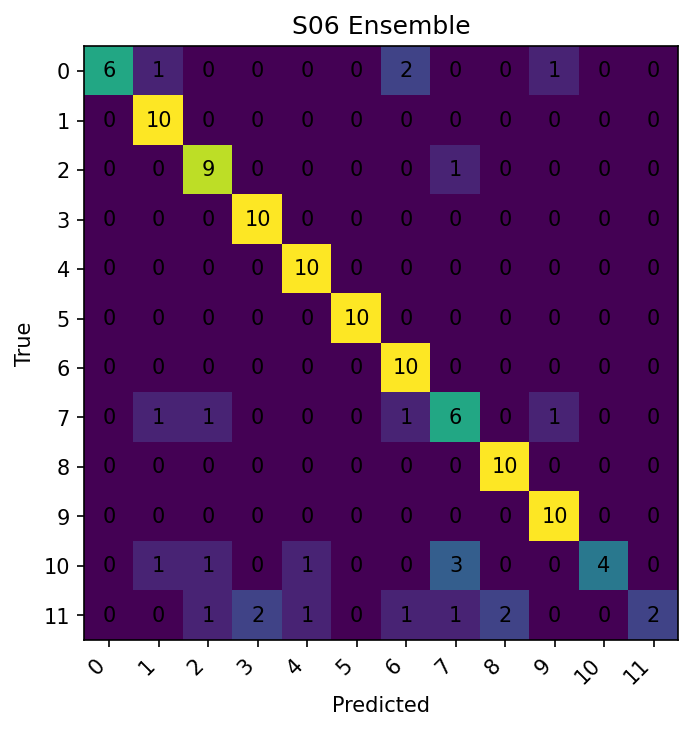 S06 Ensemble
0 6 1 0 0 0 0 2 0 0 1 0 0
1 0 10 0 0 0 0 0 0 0 0 0 0
2 0 0 9 0 0 0 0 1 0 0 0 0
3 0 0 0 10 0 0 0 0 0 0 0 0
4 0 0 0 0 10 0 0 0 0 0 0 0
5 0 0 0 0 0 10 0 0 0 0 0 0
6 0 0 0 0 0 0 10 0 0 0 0 0
7 0 1 1 0 0 0 1 6 0 1 0 0
8 0 0 0 0 0 0 0 0 10 0 0 0
9 0 0 0 0 0 0 0 0 0 10 0 0
10 0 1 1 0 1 0 0 3 0 0 4 0
11 0 0 1 2 1 0 1 1 2 0 0 2
0 1 2 3 4 5 6 7 8 9 10 11
True
Predicted